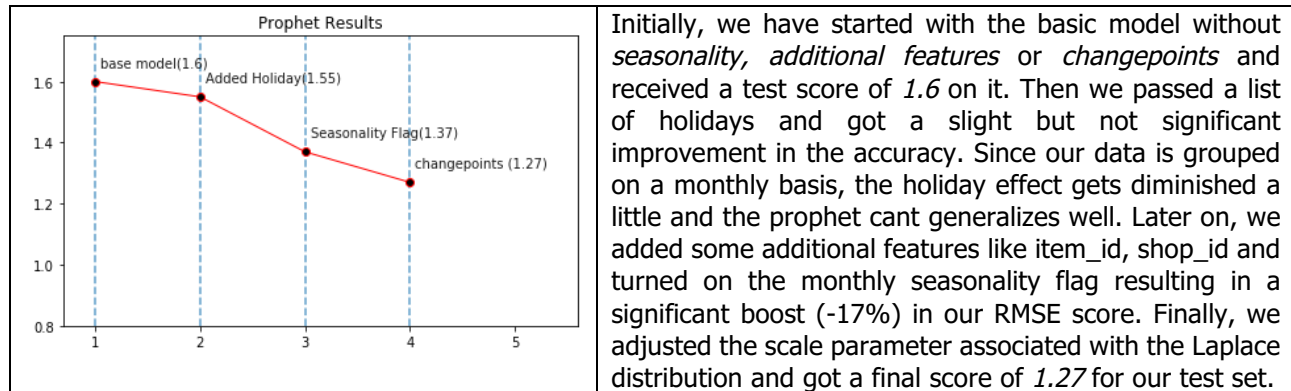 Prophet Results
1.6
1.4
1.2
1.0
0.8
base model(1.6)
Added Holiday(1.55)
Seasonality Flag(1.37)
changepoints (1.27)
1 2 3 4 5
Initially, we have started with the basic model without
seasonality, additional features or changepoints and
received a test score of 1.6 on it. Then we passed a list
of holidays and got a slight but not significant
improvement in the accuracy. Since our data is grouped
on a monthly basis, the holiday effect gets diminished a
little and the prophet cant generalizes well. Later on, we
added some additional features like item_id, shop_id and
turned on the monthly seasonality flag resulting in a
significant boost (-17%) in our RMSE score. Finally, we
adjusted the scale parameter associated with the Laplace
distribution and got a final score of 1.27 for our test set.